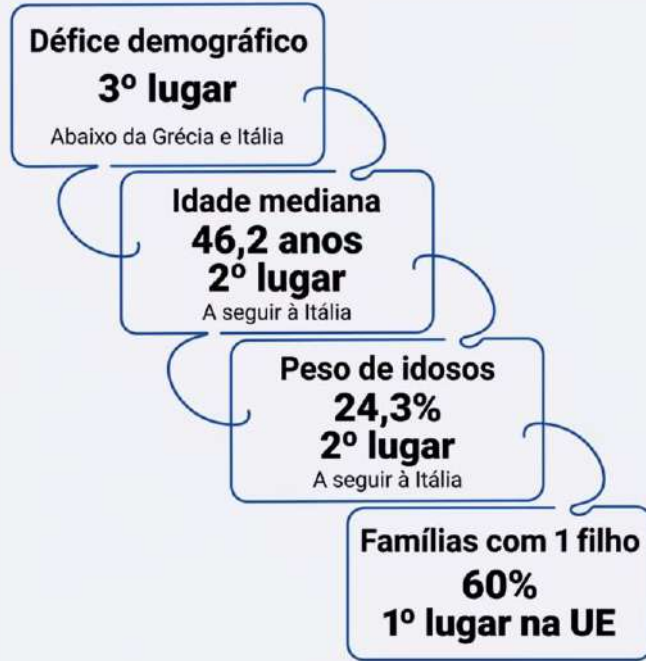 Défice demográfico
3º lugar
Abaixo da Grécia e Itália
Idade mediana
46,2 anos
2º lugar
A seguir à Itália
Peso de idosos
24,3%
2º lugar
A seguir à Itália
Famílias com 1 filho
60%
1º lugar na UE